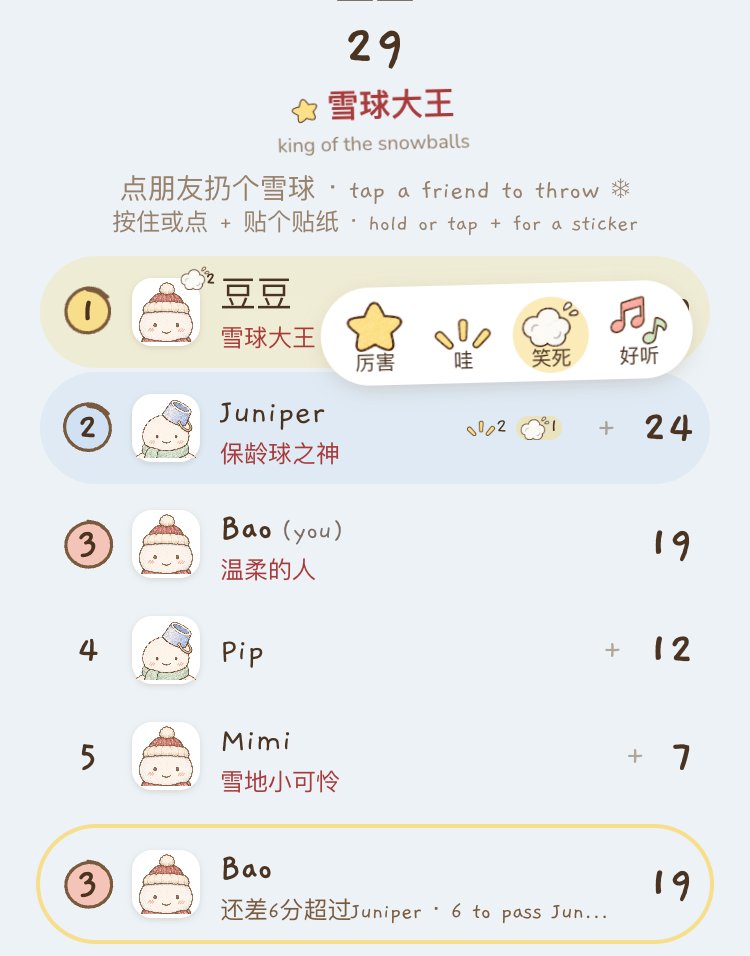 29
雪球大王
king of the snowballs
点朋友扔个雪球 · tap a friend to throw ❄
按住或点 + 贴个贴纸 · hold or tap + for a sticker
1
2
豆豆
雪球大王
厉害
哇
笑死
好听
2
Juniper
保龄球之神
2
1
+
24
3
Bao (you)
温柔的人
19
4
Pip
+
12
5
Mimi
雪地小可怜
+
7
3
Bao
还差6分超过Juniper · 6 to pass Jun...
19